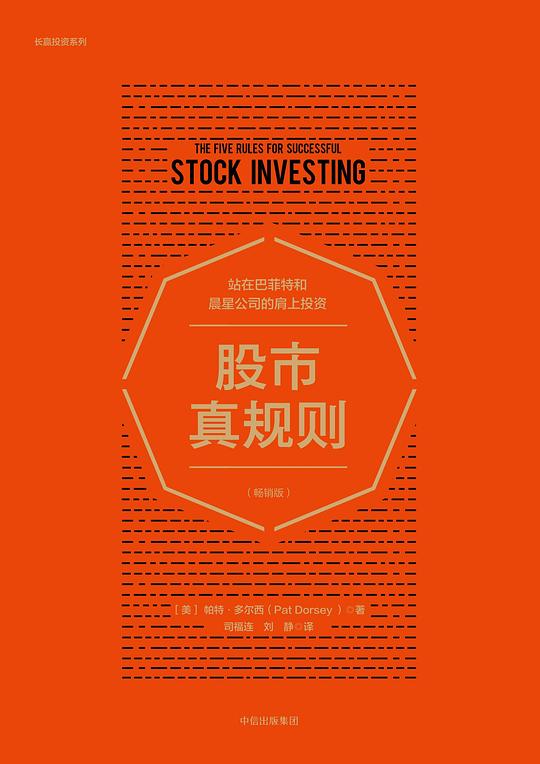 长赢投资系列
THE FIVE RULES FOR SUCCESSFUL
STOCK INVESTING
站在巴菲特和
晨星公司的肩上投资
股市
真规则
（畅销版）
［美］帕特·多尔西（Pat Dorsey）◎著
司福连 刘 静◎译
中信出版集团